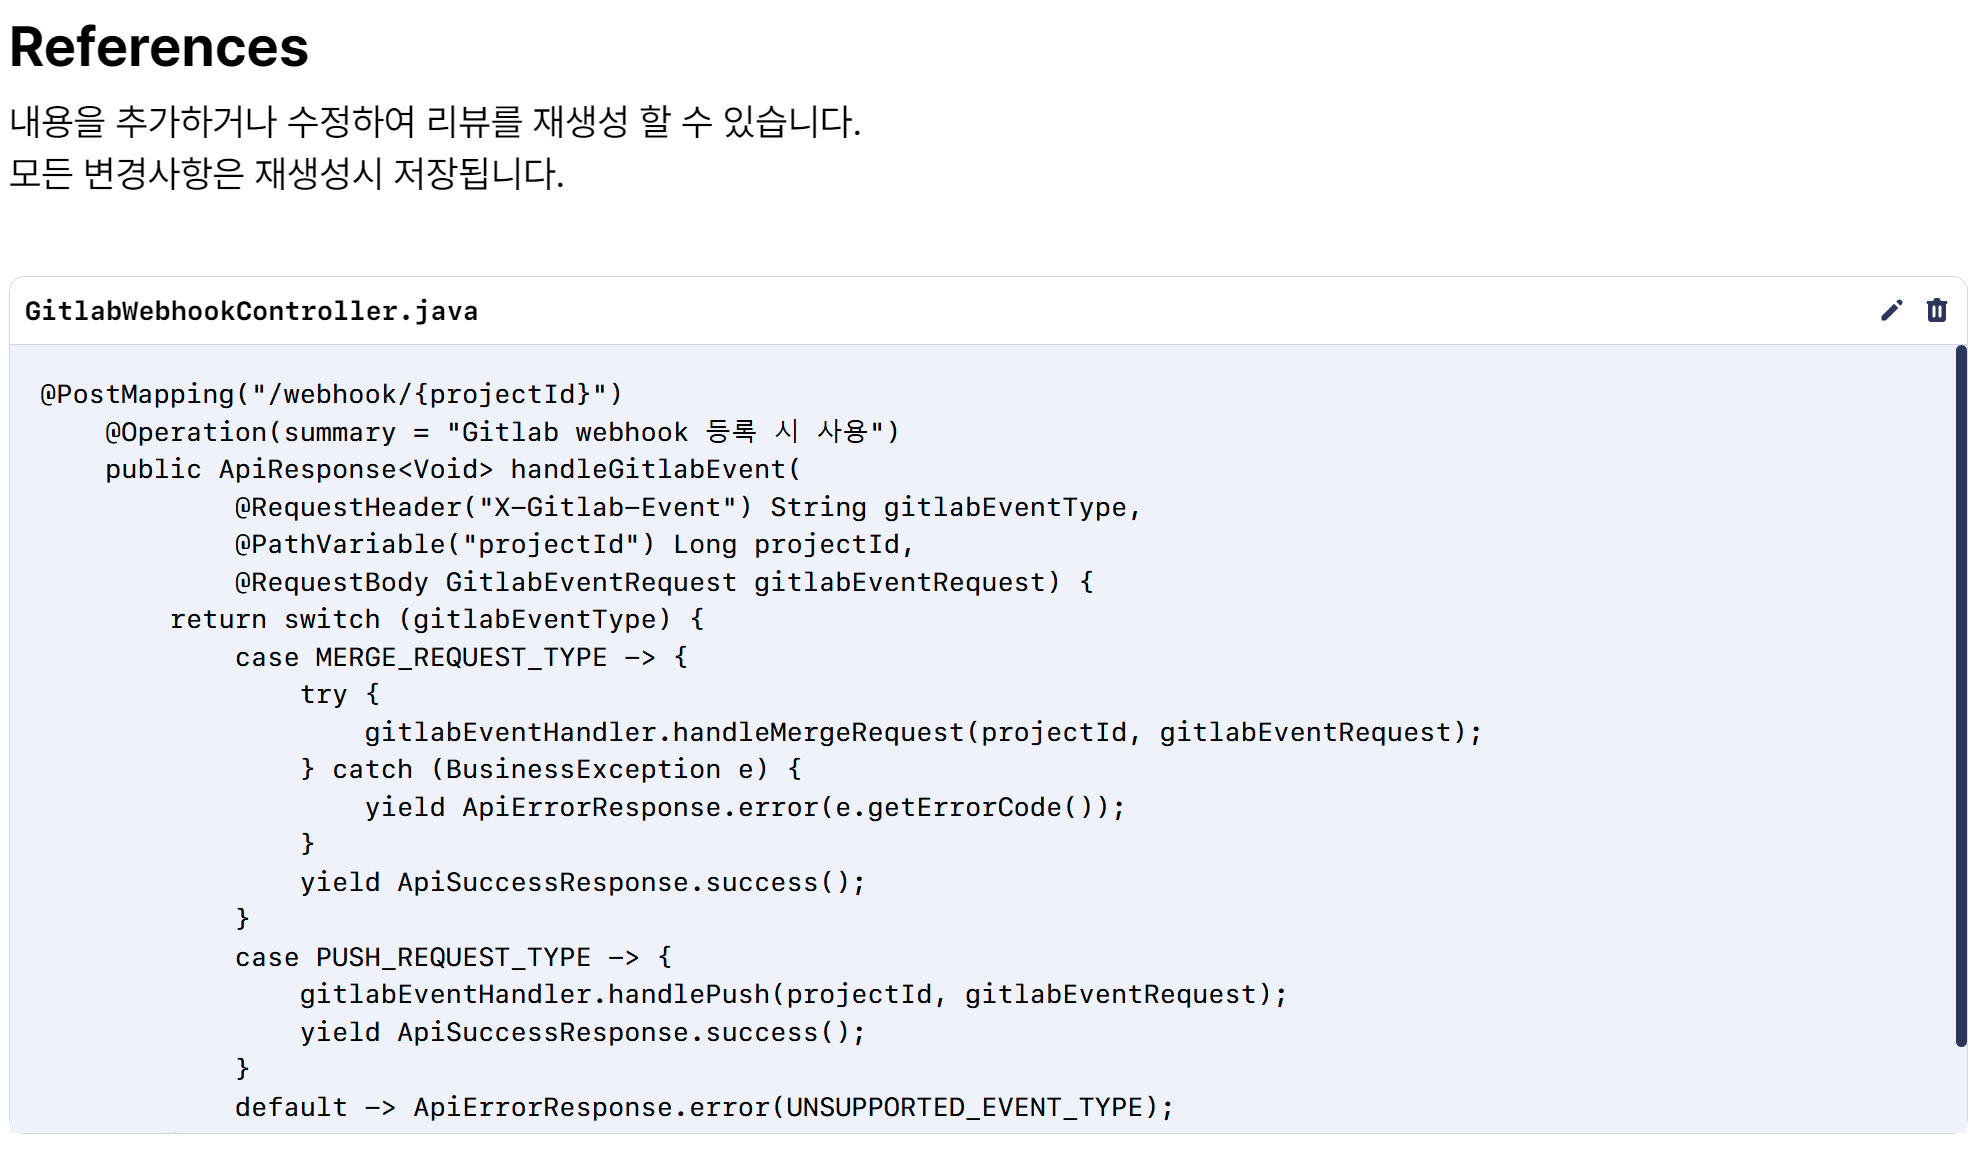 References
내용을 추가하거나 수정하여 리뷰를 재생성 할 수 있습니다.
모든 변경사항은 재생성시 저장됩니다.
GitlabWebhookController.java
@PostMapping("/webhook/{projectId}")
    @Operation(summary = "Gitlab webhook 등록 시 사용")
    public ApiResponse<Void> handleGitlabEvent(
            @RequestHeader("X-Gitlab-Event") String gitlabEventType,
            @PathVariable("projectId") Long projectId,
            @RequestBody GitlabEventRequest gitlabEventRequest) {
        return switch (gitlabEventType) {
            case MERGE_REQUEST_TYPE -> {
                try {
                    gitlabEventHandler.handleMergeRequest(projectId, gitlabEventRequest);
                } catch (BusinessException e) {
                    yield ApiErrorResponse.error(e.getErrorCode());
                }
                yield ApiSuccessResponse.success();
            }
            case PUSH_REQUEST_TYPE -> {
                gitlabEventHandler.handlePush(projectId, gitlabEventRequest);
                yield ApiSuccessResponse.success();
            }
            default -> ApiErrorResponse.error(UNSUPPORTED_EVENT_TYPE);